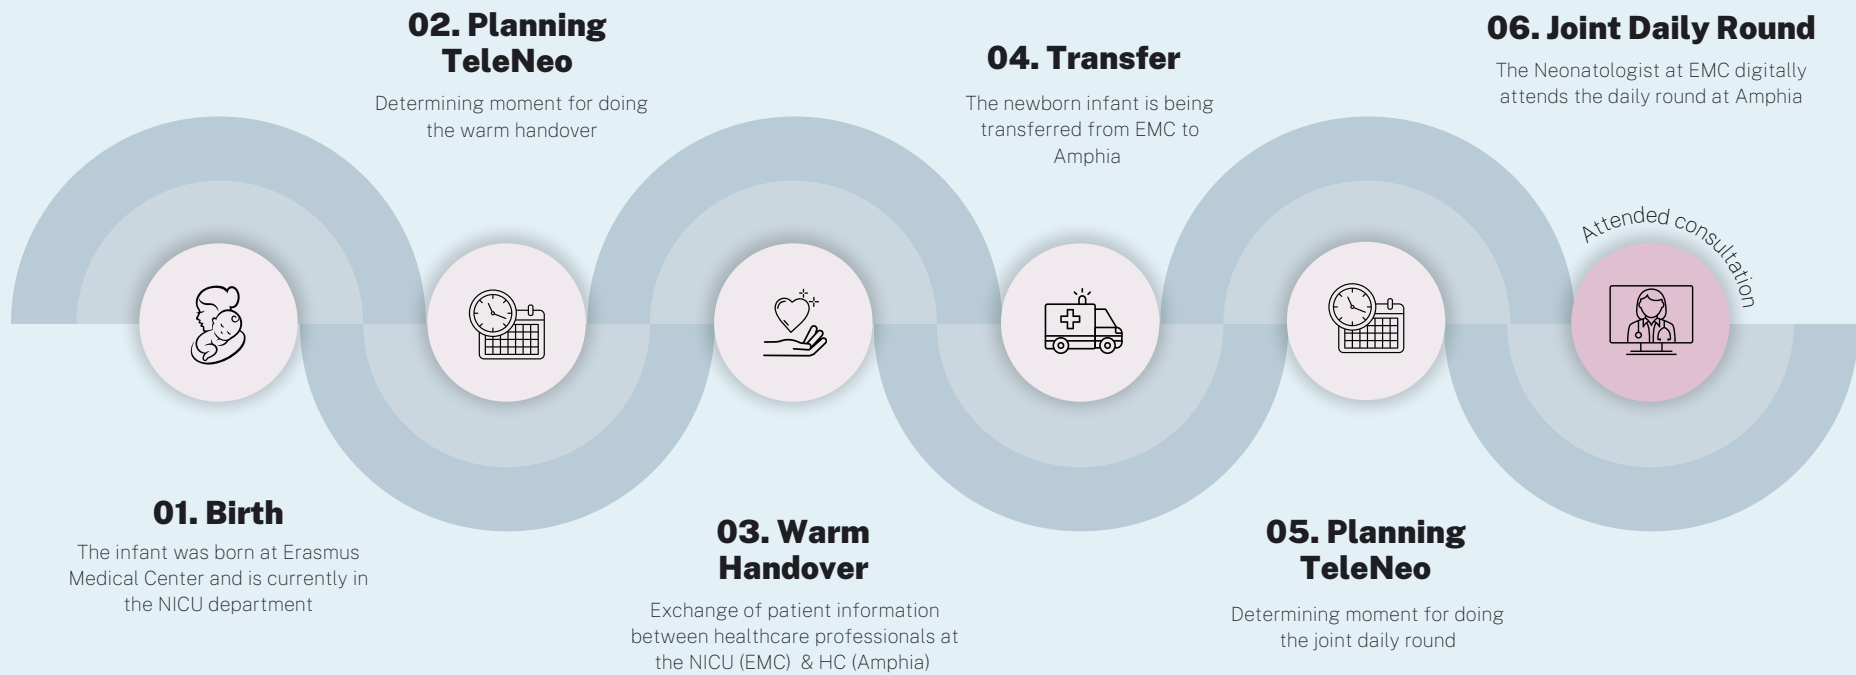 01. Birth
The infant was born at Erasmus
Medical Center and is currently in
the NICU department
02. Planning
TeleNeo
Determining moment for doing
the warm handover
03. Warm
Handover
Exchange of patient information
between healthcare professionals at
the NICU (EMC) & HC (Amphia)
04. Transfer
The newborn infant is being
transferred from EMC to
Amphia
05. Planning
TeleNeo
Determining moment for doing
the joint daily round
06. Joint Daily Round
The Neonatologist at EMC digitally
attends the daily round at Amphia
Attended consultation